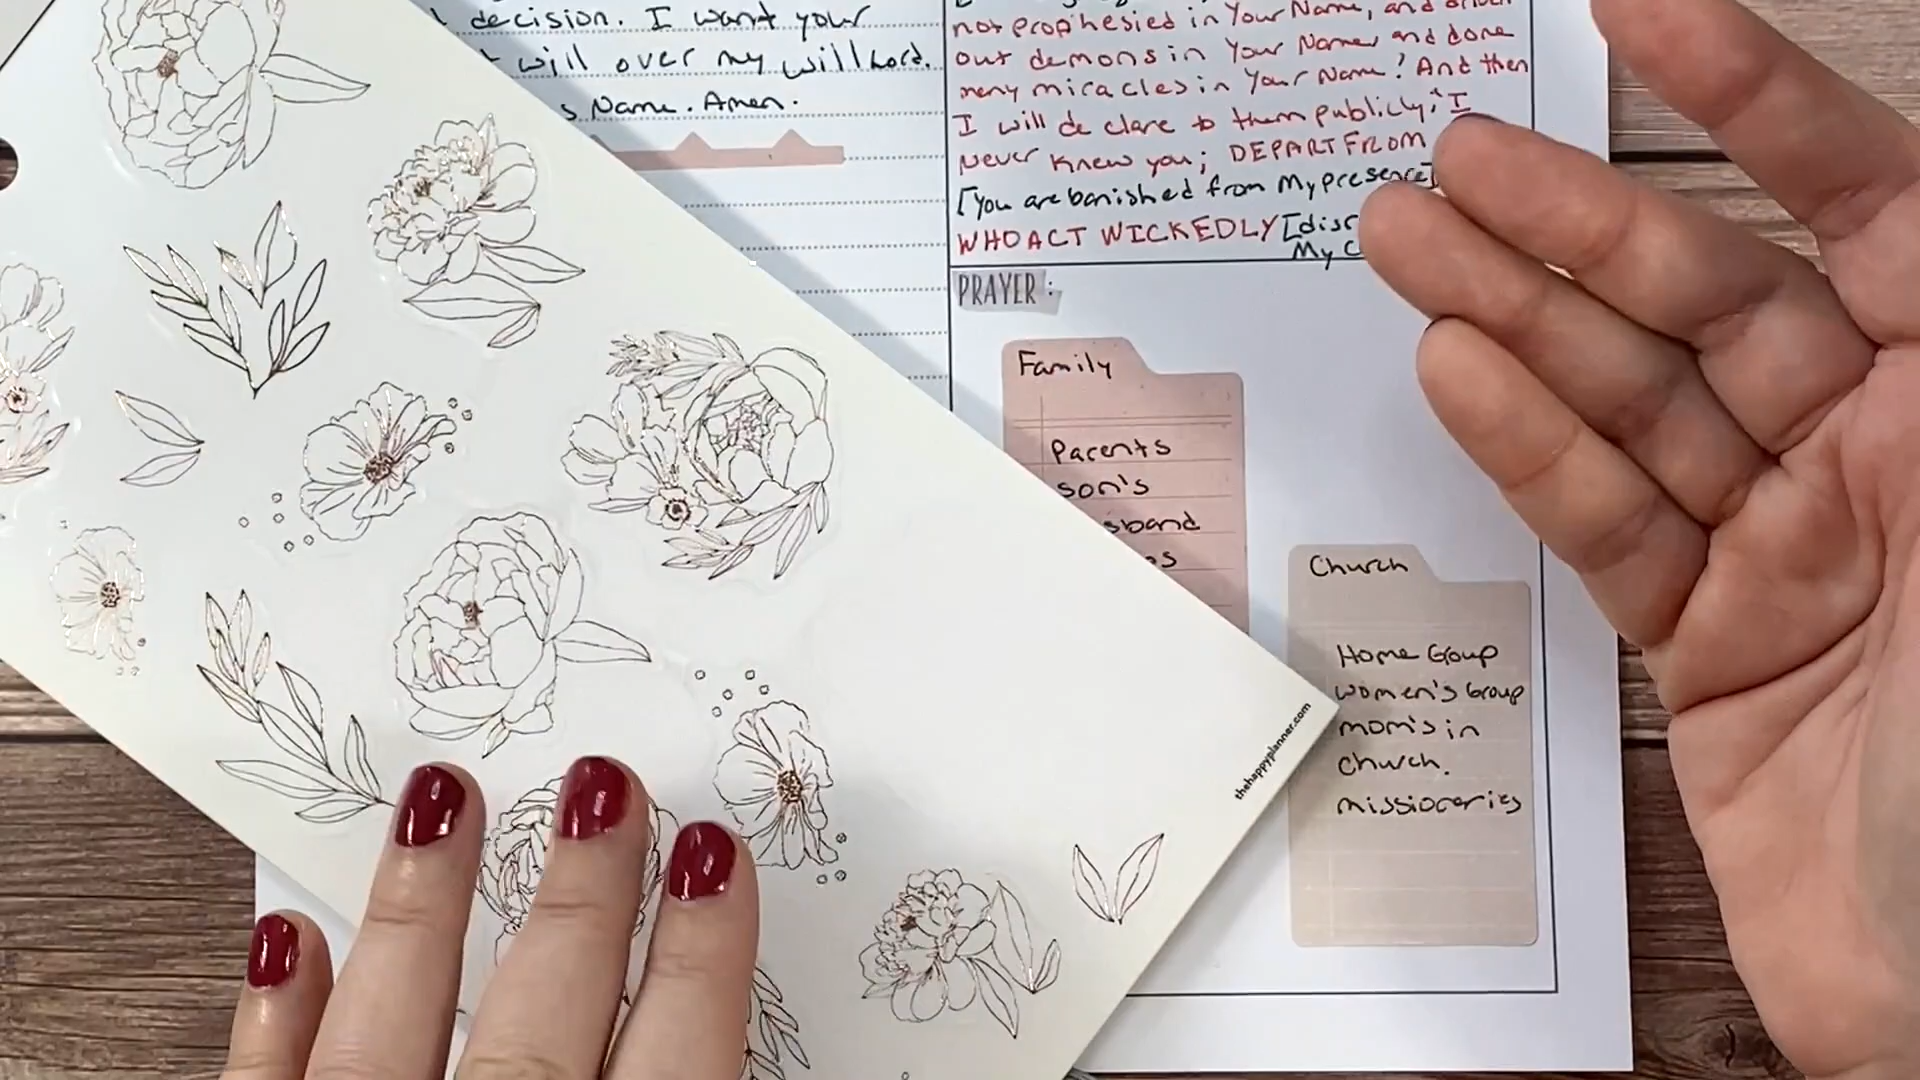 decision. I want your
will over my will Lord.
s Name. Amen.
not prophesied in Your Name, and driven
out demons in Your Name and done
many miracles in Your Name? And then
I will declare to them publicly, "I
never knew you; DEPART FROM
[you are banished from My presence]
WHO ACT WICKEDLY [disr
My C
PRAYER:
Family
Parents
son's
sband
os
Church
Home Group
women's Group
mom's in
church.
missionaries
thehappyplanner.com